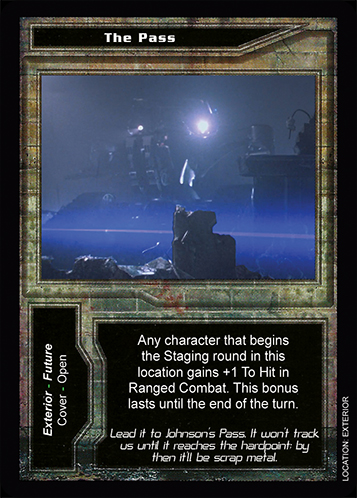 The Pass
Exterior - Future
Cover - Open
Any character that begins
the Staging round in this
location gains +1 To Hit in
Ranged Combat. This bonus
lasts until the end of the turn.
Lead it to Johnson's Pass. It won't track
us until it reaches the hardpoint; by
then it'll be scrap metal.
LOCATION: EXTERIOR